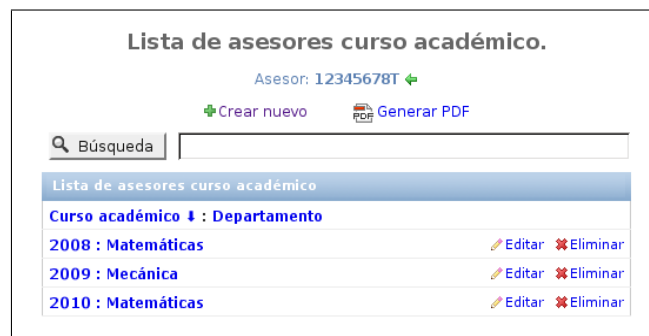 Lista de asesores curso académico.
Asesor: 12345678T
Crear nuevo PDF Generar PDF
Búsqueda
Lista de asesores curso académico
Curso académico ⬇ : Departamento
2008 : Matemáticas Editar Eliminar
2009 : Mecánica Editar Eliminar
2010 : Matemáticas Editar Eliminar